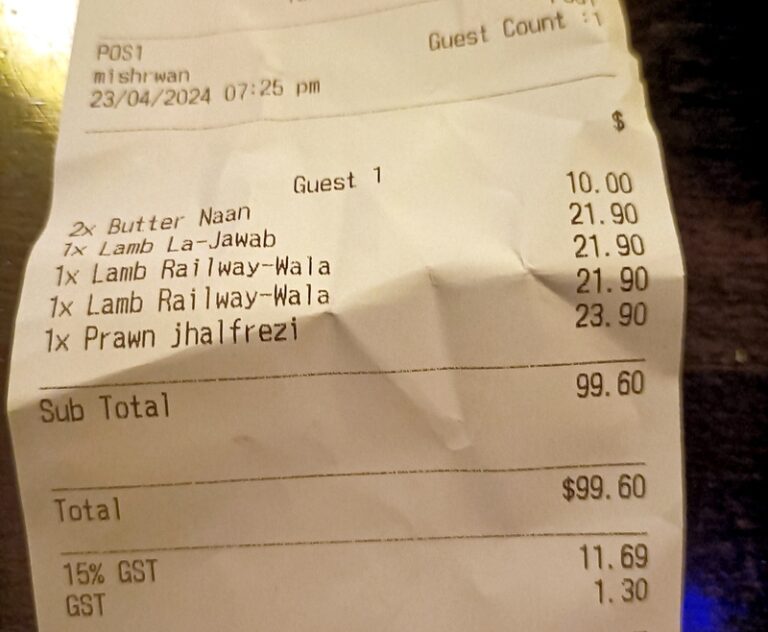 POS1
Guest Count :1
mishrwan
23/04/2024 07:25 pm
$
Guest 1
2x Butter Naan 10.00
1x Lamb La-Jawab 21.90
1x Lamb Railway-Wala 21.90
1x Lamb Railway-Wala 21.90
1x Prawn jhalfrezi 23.90
Sub Total 99.60
Total $99.60
15% GST 11.69
GST 1.30